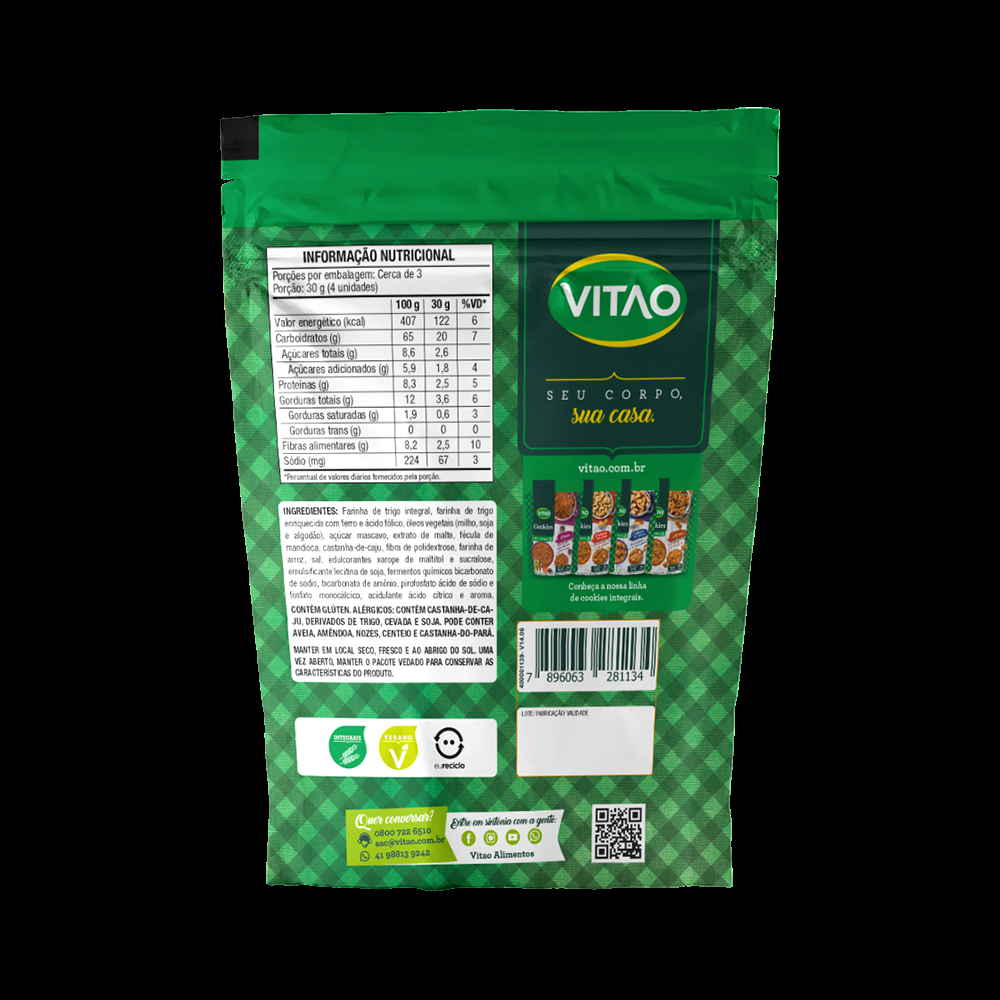 INFORMAÇÃO NUTRICIONAL
Porções por embalagem: Cerca de 3
Porção: 30 g (4 unidades)
100 g 30 g %VD*
Valor energético (kcal) 407 122 6
Carboidratos (g) 65 20 7
Açúcares totais (g) 8,6 2,6
Açúcares adicionados (g) 5,9 1,8 4
Proteínas (g) 8,3 2,5 5
Gorduras totais (g) 12 3,6 6
Gorduras saturadas (g) 1,9 0,6 3
Gorduras trans (g) 0 0 0
Fibras alimentares (g) 8,2 2,5 10
Sódio (mg) 224 67 3
*Percentual de valores diários fornecidos pela porção.
INGREDIENTES: Farinha de trigo integral, farinha de trigo
enriquecida com ferro e ácido fólico, óleos vegetais (milho, soja
e algodão), açúcar mascavo, extrato de malte, fécula de
mandioca, castanha-de-caju, fibra de polidextrose, farinha de
arroz, sal, edulcorantes xarope de maltitol e sucralose,
emulsificante lecitina de soja, fermentos químicos bicarbonato
de sódio, bicarbonato de amônio, pirofosfato ácido de sódio e
fosfato monocálcico, acidulante ácido cítrico e aroma.
CONTÉM GLÚTEN. ALÉRGICOS: CONTÉM CASTANHA-DE-CA-
JU, DERIVADOS DE TRIGO, CEVADA E SOJA. PODE CONTER
AVEIA, AMÊNDOA, NOZES, CENTEIO E CASTANHA-DO-PARÁ.
MANTER EM LOCAL SECO, FRESCO E AO ABRIGO DO SOL. UMA
VEZ ABERTO, MANTER O PACOTE VEDADO PARA CONSERVAR AS
CARACTERÍSTICAS DO PRODUTO.
INTEGRAIS
VEGANO
eureciclo
VITAO
SEU CORPO,
sua casa.
vitao.com.br
VITAO
Cookies
Conheça a nossa linha
de cookies integrais.
400001139- V14.06
7 896063 281134
LOTE/ FABRICAÇÃO/ VALIDADE
Quer conversar?
0800 722 6510
sac@vitao.com.br
41 98813 9242
Entre em sintonia com a gente:
Vitao Alimentos